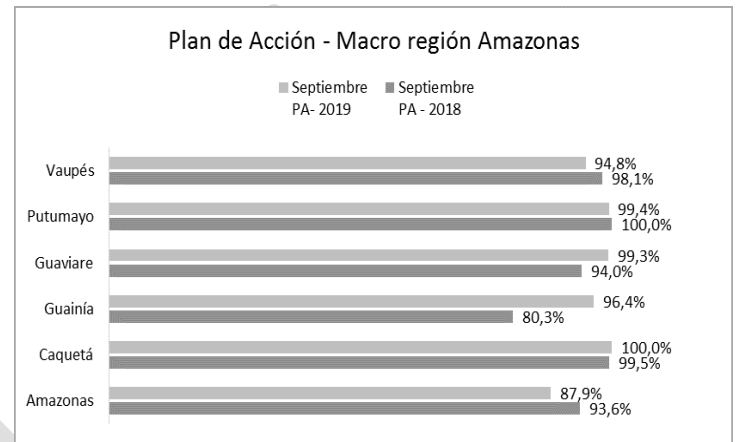 Plan de Acción - Macro región Amazonas
Septiembre PA- 2019
Septiembre PA - 2018
Vaupés
94,8%
98,1%
Putumayo
99,4%
100,0%
Guaviare
99,3%
94,0%
Guainía
96,4%
80,3%
Caquetá
100,0%
99,5%
Amazonas
87,9%
93,6%